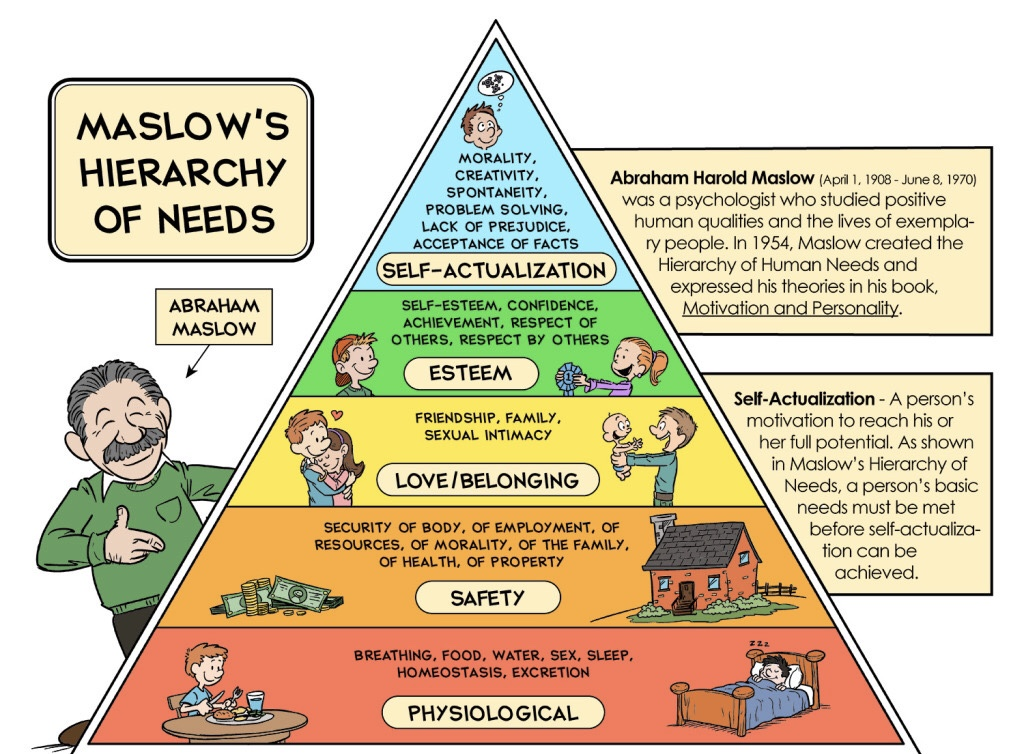 MASLOW'S
HIERARCHY
OF NEEDS
ABRAHAM
MASLOW
MORALITY,
CREATIVITY,
SPONTANEITY,
PROBLEM SOLVING,
LACK OF PREJUDICE,
ACCEPTANCE OF FACTS
SELF-ACTUALIZATION
SELF-ESTEEM, CONFIDENCE,
ACHIEVEMENT, RESPECT OF
OTHERS, RESPECT BY OTHERS
ESTEEM
FRIENDSHIP, FAMILY,
SEXUAL INTIMACY
LOVE/BELONGING
SECURITY OF BODY, OF EMPLOYMENT, OF
RESOURCES, OF MORALITY, OF THE FAMILY,
OF HEALTH, OF PROPERTY
SAFETY
BREATHING, FOOD, WATER, SEX, SLEEP,
HOMEOSTASIS, EXCRETION
PHYSIOLOGICAL
zzz
Abraham Harold Maslow (April 1, 1908 - June 8, 1970)
was a psychologist who studied positive
human qualities and the lives of exempla-
ry people. In 1954, Maslow created the
Hierarchy of Human Needs and
expressed his theories in his book,
Motivation and Personality.
Self-Actualization - A person's
motivation to reach his or
her full potential. As shown
in Maslow's Hierarchy of
Needs, a person's basic
needs must be met
before self-actualiza-
tion can be
achieved.